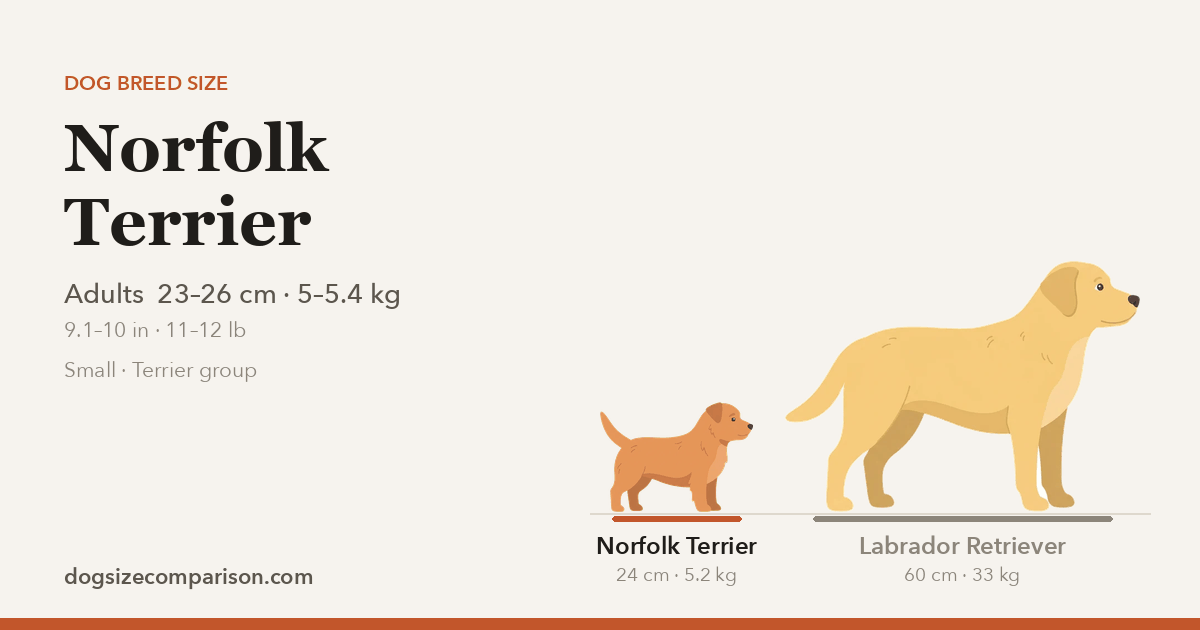 DOG BREED SIZE
Norfolk
Terrier
Adults 23–26 cm · 5–5.4 kg
9.1–10 in · 11–12 lb
Small · Terrier group
Norfolk Terrier
24 cm · 5.2 kg
Labrador Retriever
60 cm · 33 kg
dogsizecomparison.com